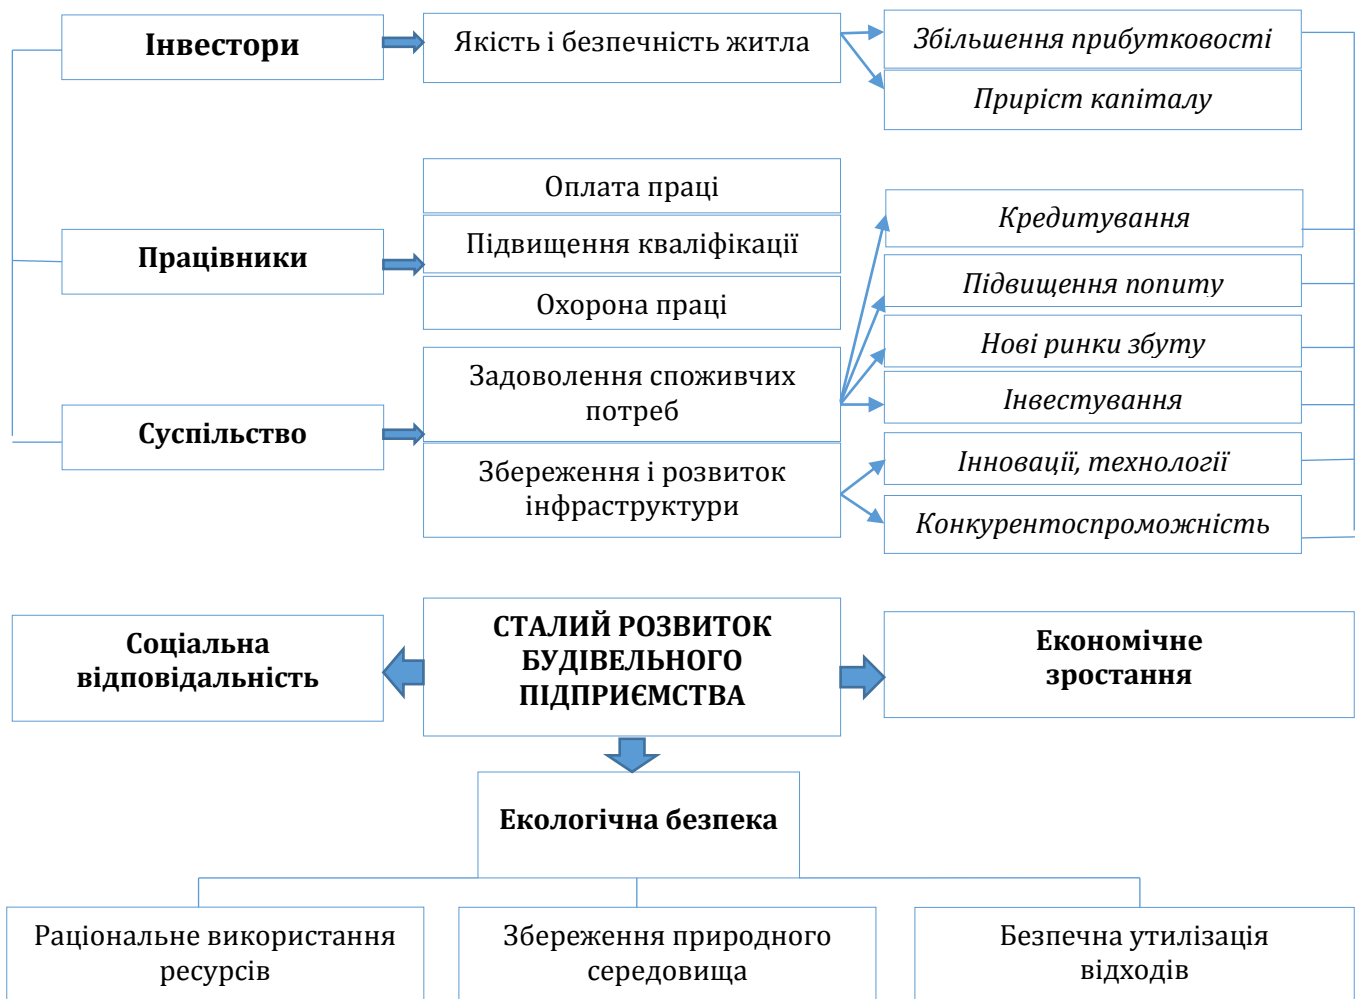 Інвестори
Якість і безпечність житла
Збільшення прибутковості
Приріст капіталу
Оплата праці
Працівники
Підвищення кваліфікації
Охорона праці
Кредитування
Підвищення попиту
Нові ринки збуту
Інвестування
Суспільство
Задоволення споживчих
потреб
Збереження і розвиток
інфраструктури
Інновації, технології
Конкурентоспроможність
Соціальна
відповідальність
СТАЛИЙ РОЗВИТОК
БУДІВЕЛЬНОГО
ПІДПРИЄМСТВА
Економічне
зростання
Екологічна безпека
Раціональне використання
ресурсів
Збереження природного
середовища
Безпечна утилізація
відходів